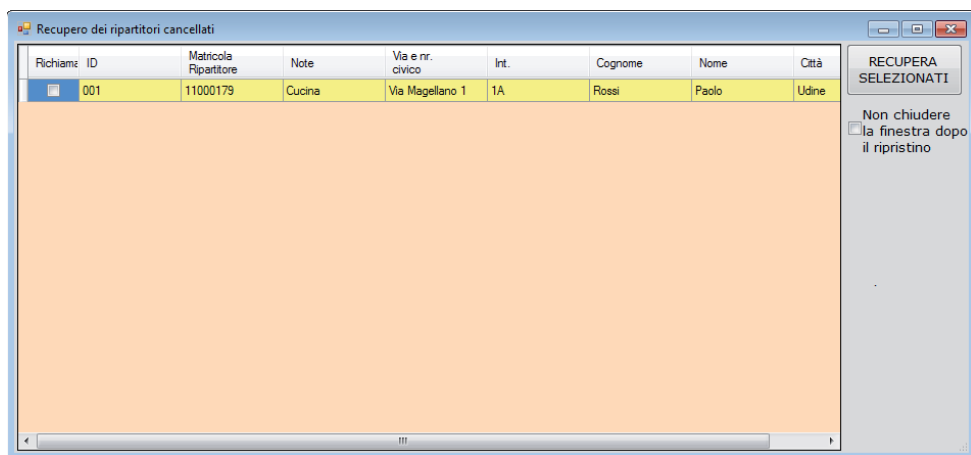 Recupero dei ripartitori cancellati
Richiama ID Matricola Ripartitore Note Via e nr. civico Int. Cognome Nome Città
001 11000179 Cucina Via Magellano 1 1A Rossi Paolo Udine
RECUPERA
SELEZIONATI
Non chiudere
la finestra dopo
il ripristino